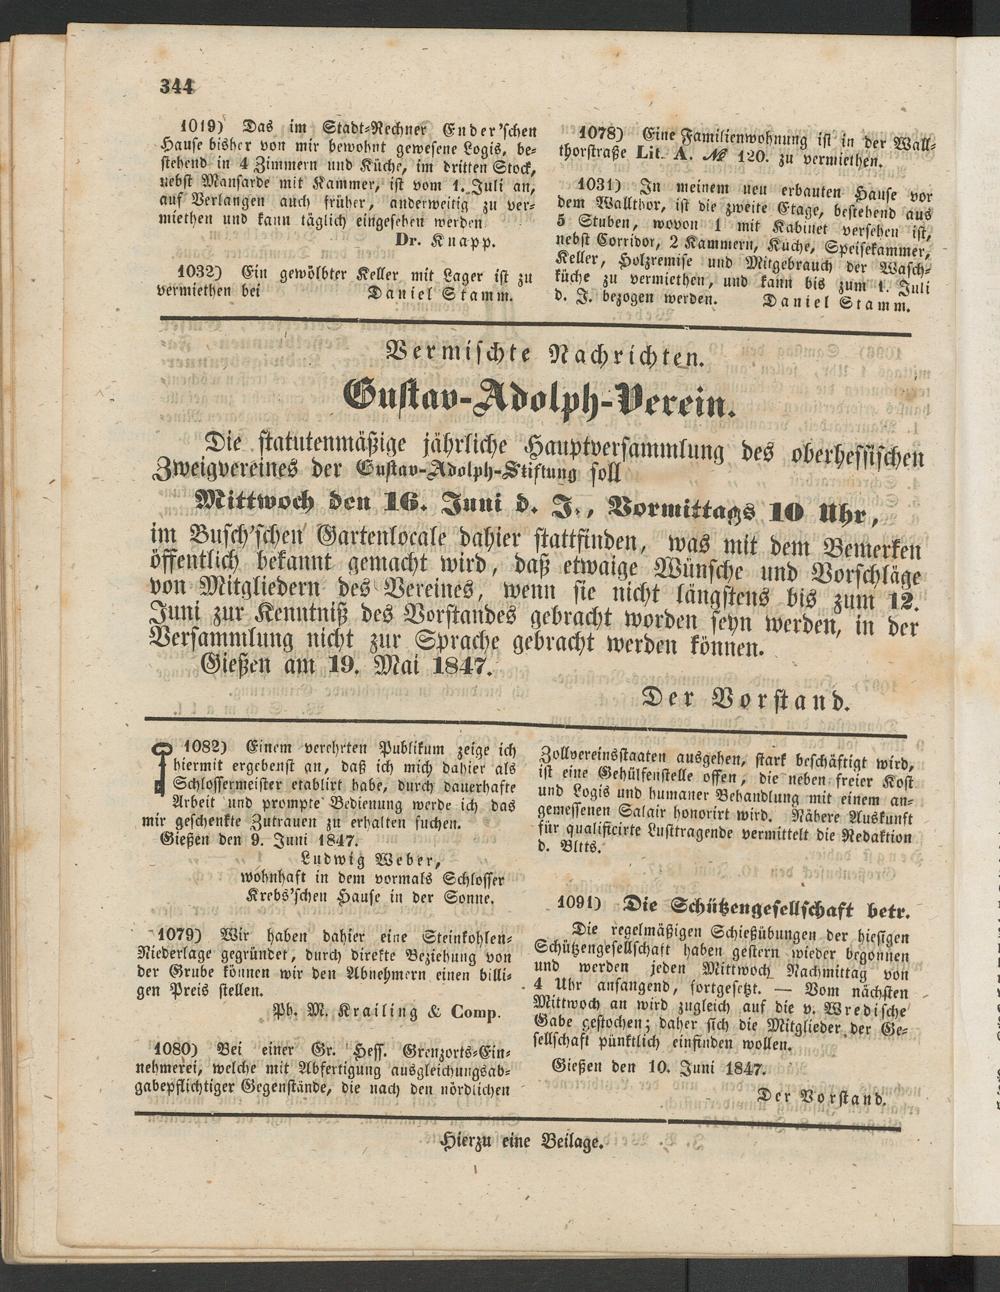 344
1019) Das im Stadt-Rechner Ender'schen
Hause bisher von mir bewohnt gewesene Logis, be-
stehend in 4 Zimmern und Küche, im dritten Stock,
nebst Mansarde mit Kammer, ist vom 1. Juli an,
auf Verlangen auch früher, anderweitig zu ver-
miethen und kann täglich eingesehen werden
Dr. Knapp.
1032) Ein gewölbter Keller mit Lager ist zu
vermiethen bei Daniel Stamm.
1078) Eine Familienwohnung ist in der Wall-
thorstraße Lit. A. № 120. zu vermiethen.
1031) In meinem neu erbauten Hause vor
dem Wallthor, ist die zweite Etage, bestehend aus
5 Stuben, wovon 1 mit Kabinet versehen ist,
nebst Corridor, 2 Kammern, Küche, Speisekammer,
Keller, Holzremise und Mitgebrauch der Wasch-
küche zu vermiethen, und kann bis zum 1. Juli
d. J. bezogen werden. Daniel Stamm.
Vermischte Nachrichten.
Gustav-Adolph-Verein.
Die statutenmäßige jährliche Hauptversammlung des oberhessischen
Zweigvereines der Gustav-Adolph-Stiftung soll
Mittwoch den 16. Juni d. J., Vormittags 10 Uhr,
im Busch'schen Gartenlocale dahier stattfinden, was mit dem Bemerken
öffentlich bekannt gemacht wird, daß etwaige Wünsche und Vorschläge
von Mitgliedern des Vereines, wenn sie nicht längstens bis zum 12.
Juni zur Kenntniß des Vorstandes gebracht worden seyn werden, in der
Versammlung nicht zur Sprache gebracht werden können.
Gießen am 19. Mai 1847.
Der Vorstand.
1082) Einem verehrten Publikum zeige ich
hiermit ergebenst an, daß ich mich dahier als
Schlossermeister etablirt habe, durch dauerhafte
Arbeit und prompte Bedienung werde ich das
mir geschenkte Zutrauen zu erhalten suchen.
Gießen den 9. Juni 1847.
Ludwig Weber,
wohnhaft in dem vormals Schlosser
Krebs'schen Hause in der Sonne.
1079) Wir haben dahier eine Steinkohlen-
Niederlage gegründet, durch direkte Beziehung von
der Grube können wir den Abnehmern einen billi-
gen Preis stellen.
Ph. M. Krailing & Comp.
1080) Bei einer Gr. Hess. Grenzorts-Ein-
nehmerei, welche mit Abfertigung ausgleichungsab-
gabepflichtiger Gegenstände, die nach den nördlichen
Zollvereinsstaaten ausgehen, stark beschäftigt wird,
ist eine Gehülfenstelle offen, die neben freier Kost
und Logis und humaner Behandlung mit einem an-
gemessenen Salair honorirt wird. Nähere Auskunft
für qualificirte Lusttragende vermittelt die Redaktion
d. Bltts.
1091) Die Schützengesellschaft betr.
Die regelmäßigen Schießübungen der hiesigen
Schützengesellschaft haben gestern wieder begonnen
und werden jeden Mittwoch Nachmittag von
4 Uhr anfangend, fortgesetzt. — Vom nächsten
Mittwoch an wird zugleich auf die v. Wredische
Gabe gestochen; daher sich die Mitglieder der Ge-
sellschaft pünktlich einfinden wollen.
Gießen den 10. Juni 1847.
Der Vorstand.
Hierzu eine Beilage.